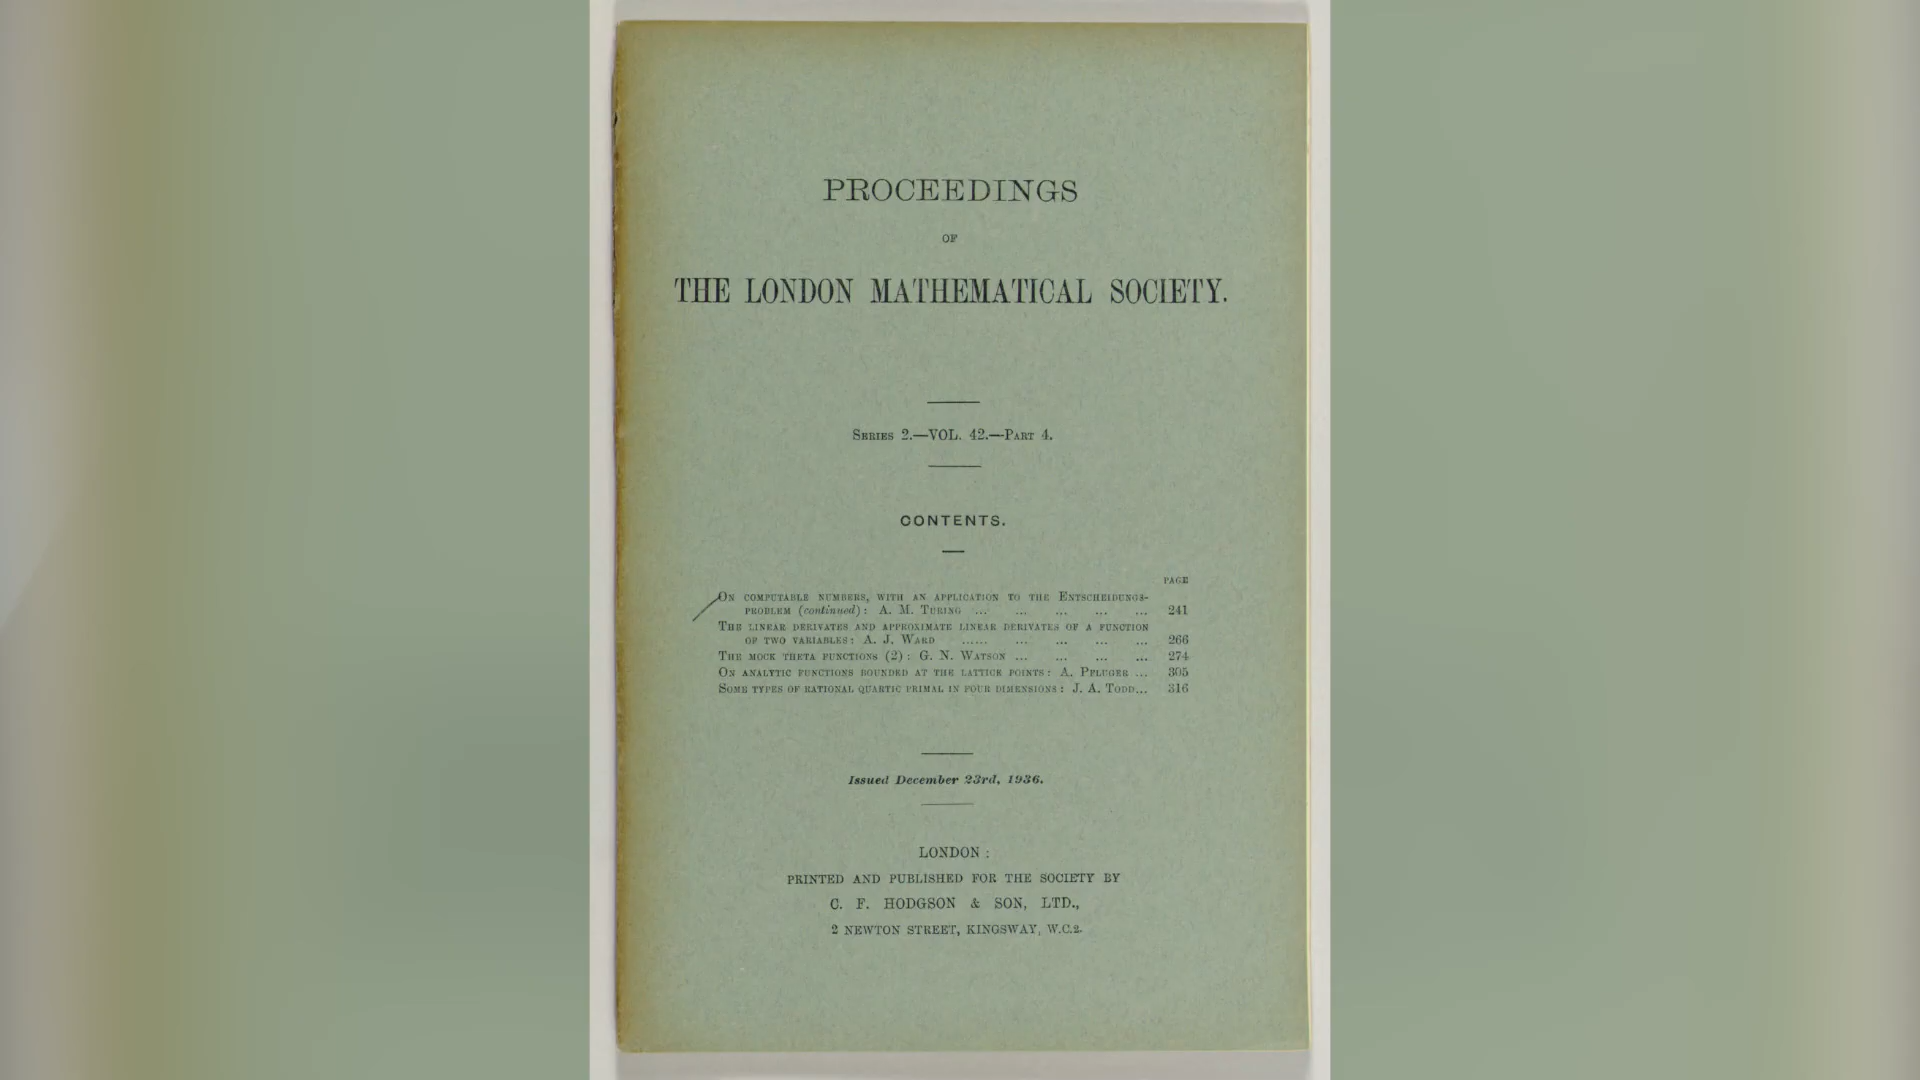 PROCEEDINGS
OF
THE LONDON MATHEMATICAL SOCIETY.
SERIES 2.—VOL. 42.—PART 4.
CONTENTS.
PAGE
ON COMPUTABLE NUMBERS, WITH AN APPLICATION TO THE ENTSCHEIDUNGS-
PROBLEM (continued): A. M. TURING ... ... ... ... ... 241
THE LINEAR DERIVATES AND APPROXIMATE LINEAR DERIVATES OF A FUNCTION
OF TWO VARIABLES: A. J. WARD ...... ... ... ... ... 266
THE MOCK THETA FUNCTIONS (2): G. N. WATSON ... ... ... ... 274
ON ANALYTIC FUNCTIONS BOUNDED AT THE LATTICE POINTS: A. PFLUGER ... 305
SOME TYPES OF RATIONAL QUARTIC PRIMAL IN FOUR DIMENSIONS: J. A. TODD... 316
Issued December 23rd, 1936.
LONDON:
PRINTED AND PUBLISHED FOR THE SOCIETY BY
C. F. HODGSON & SON, LTD.,
2 NEWTON STREET, KINGSWAY, W.C.2.